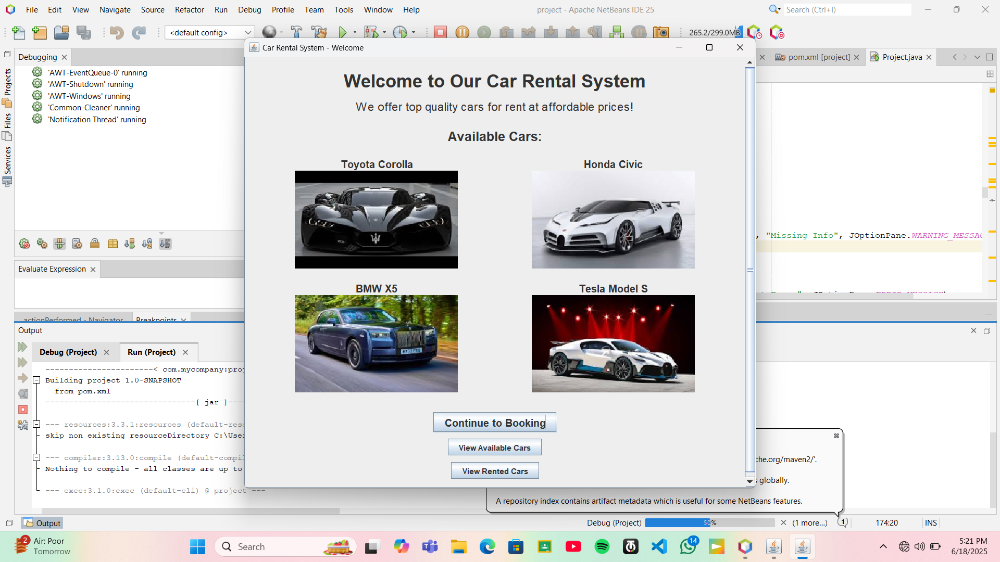 File Edit View Navigate Source Refactor Run Debug Profile Team Tools Window Help
project - Apache NetBeans IDE 25
Search (Ctrl+I)
<default config>
265.2/299.0MB
Projects
Files
Services
Debugging
'AWT-EventQueue-0' running
'AWT-Shutdown' running
'AWT-Windows' running
'Common-Cleaner' running
'Notification Thread' running
Evaluate Expression
actionPerformed - Navigator
Breakpoints
Car Rental System - Welcome
Welcome to Our Car Rental System
We offer top quality cars for rent at affordable prices!
Available Cars:
Toyota Corolla
Honda Civic
BMW X5
Tesla Model S
HY72 ERO
Continue to Booking
View Available Cars
View Rented Cars
pom.xml [project]
Project.java
, "Missing Info", JOptionPane.WARNING_MESSAG
Output
Debug (Project)
Run (Project)
-----------------------< com.mycompany:proj
Building project 1.0-SNAPSHOT
from pom.xml
--------------------------------[ jar ]----
--- resources:3.3.1:resources (default-reso
skip non existing resourceDirectory C:\User
--- compiler:3.13.0:compile (default-compil
Nothing to compile - all classes are up to
--- exec:3.1.0:exec (default-cli) @ project ---
che.org/maven2/'.
s globally.
A repository index contains artifact metadata which is useful for some NetBeans features.
Output
Debug (Project)
50%
(1 more...)
1
174:20
INS
2
Air: Poor
Tomorrow
Search
14
5:21 PM
6/18/2025